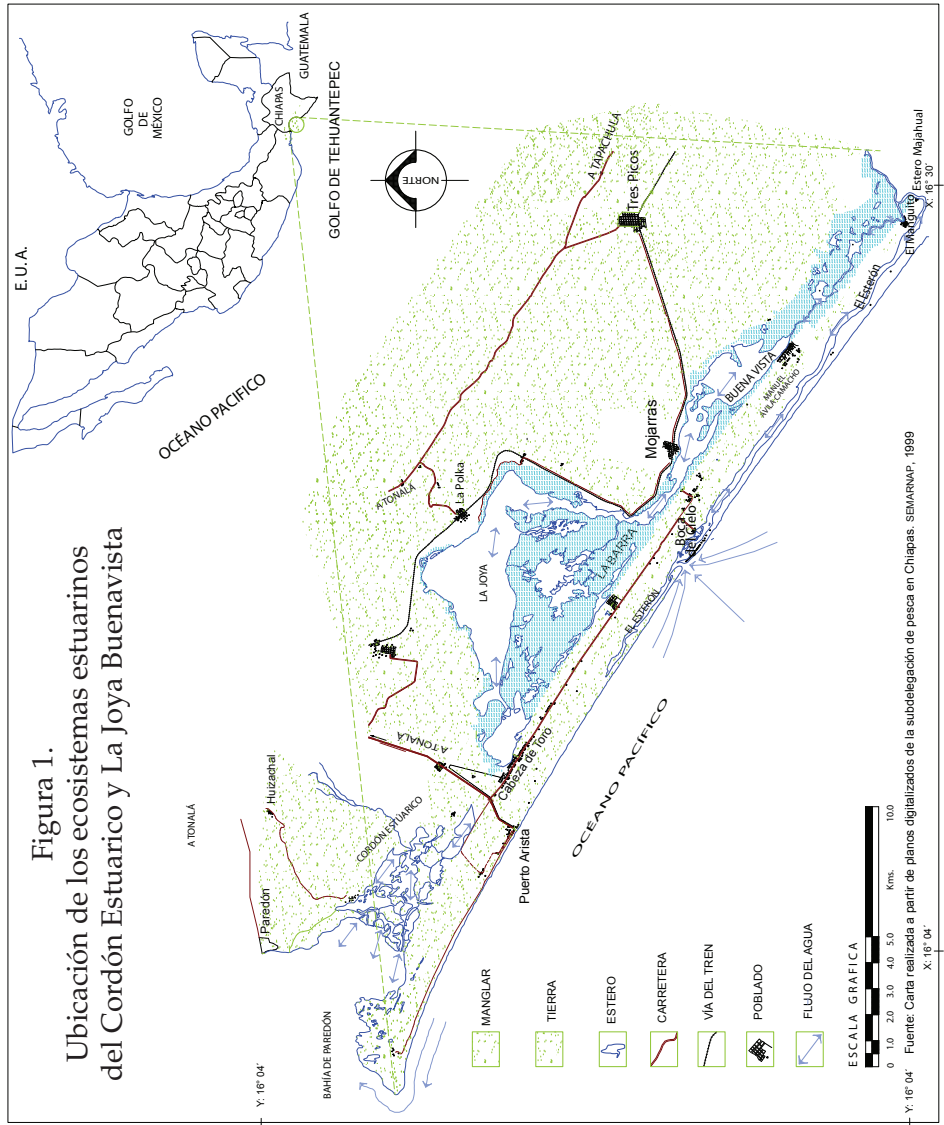 Figura 1.
Ubicación de los ecosistemas estuarinos
del Cordón Estuarico y La Joya Buenavista
E.U.A.
GOLFO
DE
MÉXICO
CHIAPAS
GUATEMALA
OCÉANO PACIFICO
GOLFO DE TEHUANTEPEC
NORTE
Y: 16° 04´
A TONALÁ
Paredón
Huizachal
BAHÍA DE PAREDÓN
CORDÓN ESTUARICO
A TONALÁ
A TONALÁ
La Polka
A TAPACHULA
Tres Picos
LA JOYA
Puerto Arista
Cabeza de Toro
LA BARRA
EL ESTERÓN
Boca
del Cielo
Mojarras
BUENA VISTA
MANUEL
ÁVILA CAMACHO
El Esterón
El Manguito
Estero Majahual
OCÉANO PACÍFICO
MANGLAR
TIERRA
ESTERO
CARRETERA
VÍA DEL TREN
POBLADO
FLUJO DEL AGUA
ESCALA GRAFICA
0 1.0 2.0 3.0 4.0 5.0 Kms. 10.0
Y: 16° 04´
X: 16° 04´
X: 16° 30´
Fuente: Carta realizada a partir de planos digitalizados de la subdelegación de pesca en Chiapas. SEMARNAP, 1999